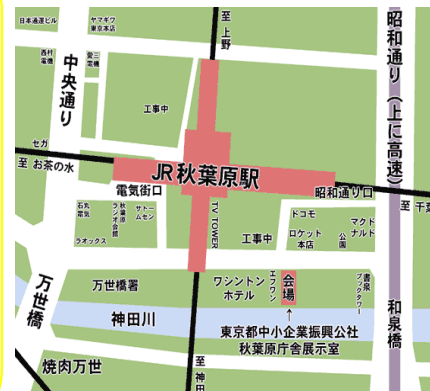 日本通運ビル
ヤマギワ
東京本店
至 上野
昭和通り（上に高速）
西村
電機
愛三
電機
中央通り
工事中
セガ
至 お茶の水
JR秋葉原駅
電気街口
昭和通り口
至 千葉
石丸
電気
秋葉原
ラジオ会館
サトー
ムセン
ラオックス
TV TOWER
工事中
ドコモ
ロケット
本店
公園
マクド
ナルド
万世橋
万世橋署
ワシントン
ホテル
エフワン
会場
書泉
ブックタワー
神田川
↑
東京都中小企業振興公社
秋葉原庁舎展示室
和泉橋
焼肉万世
至 神田